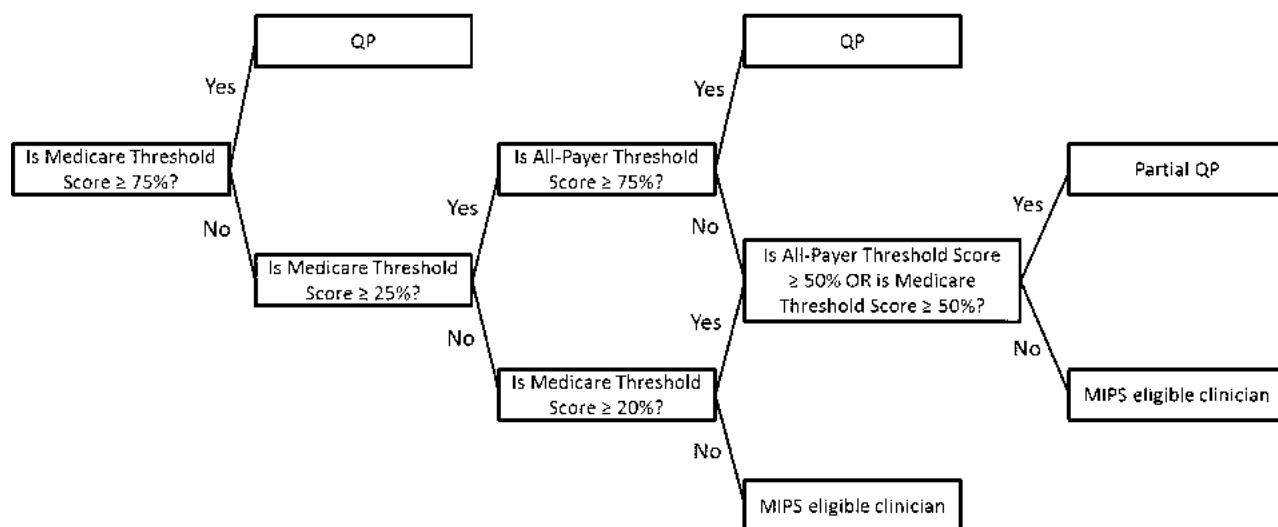 QP
QP
Yes
Yes
Is Medicare Threshold
Score ≥ 75%?
Is All-Payer Threshold
Score ≥ 75%?
Partial QP
Yes
Yes
No
No
Is Medicare Threshold
Score ≥ 25%?
Is All-Payer Threshold Score
≥ 50% OR is Medicare
Threshold Score ≥ 50%?
No
Yes
No
Is Medicare Threshold
Score ≥ 20%?
MIPS eligible clinician
No
MIPS eligible clinician